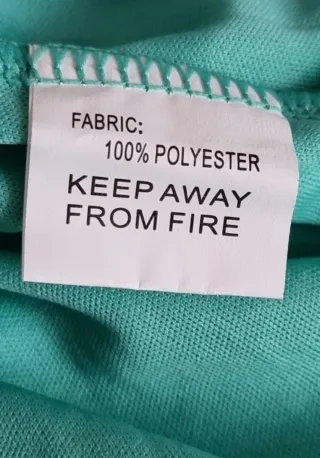 FABRIC:
100% POLYESTER
KEEP AWAY
FROM FIRE